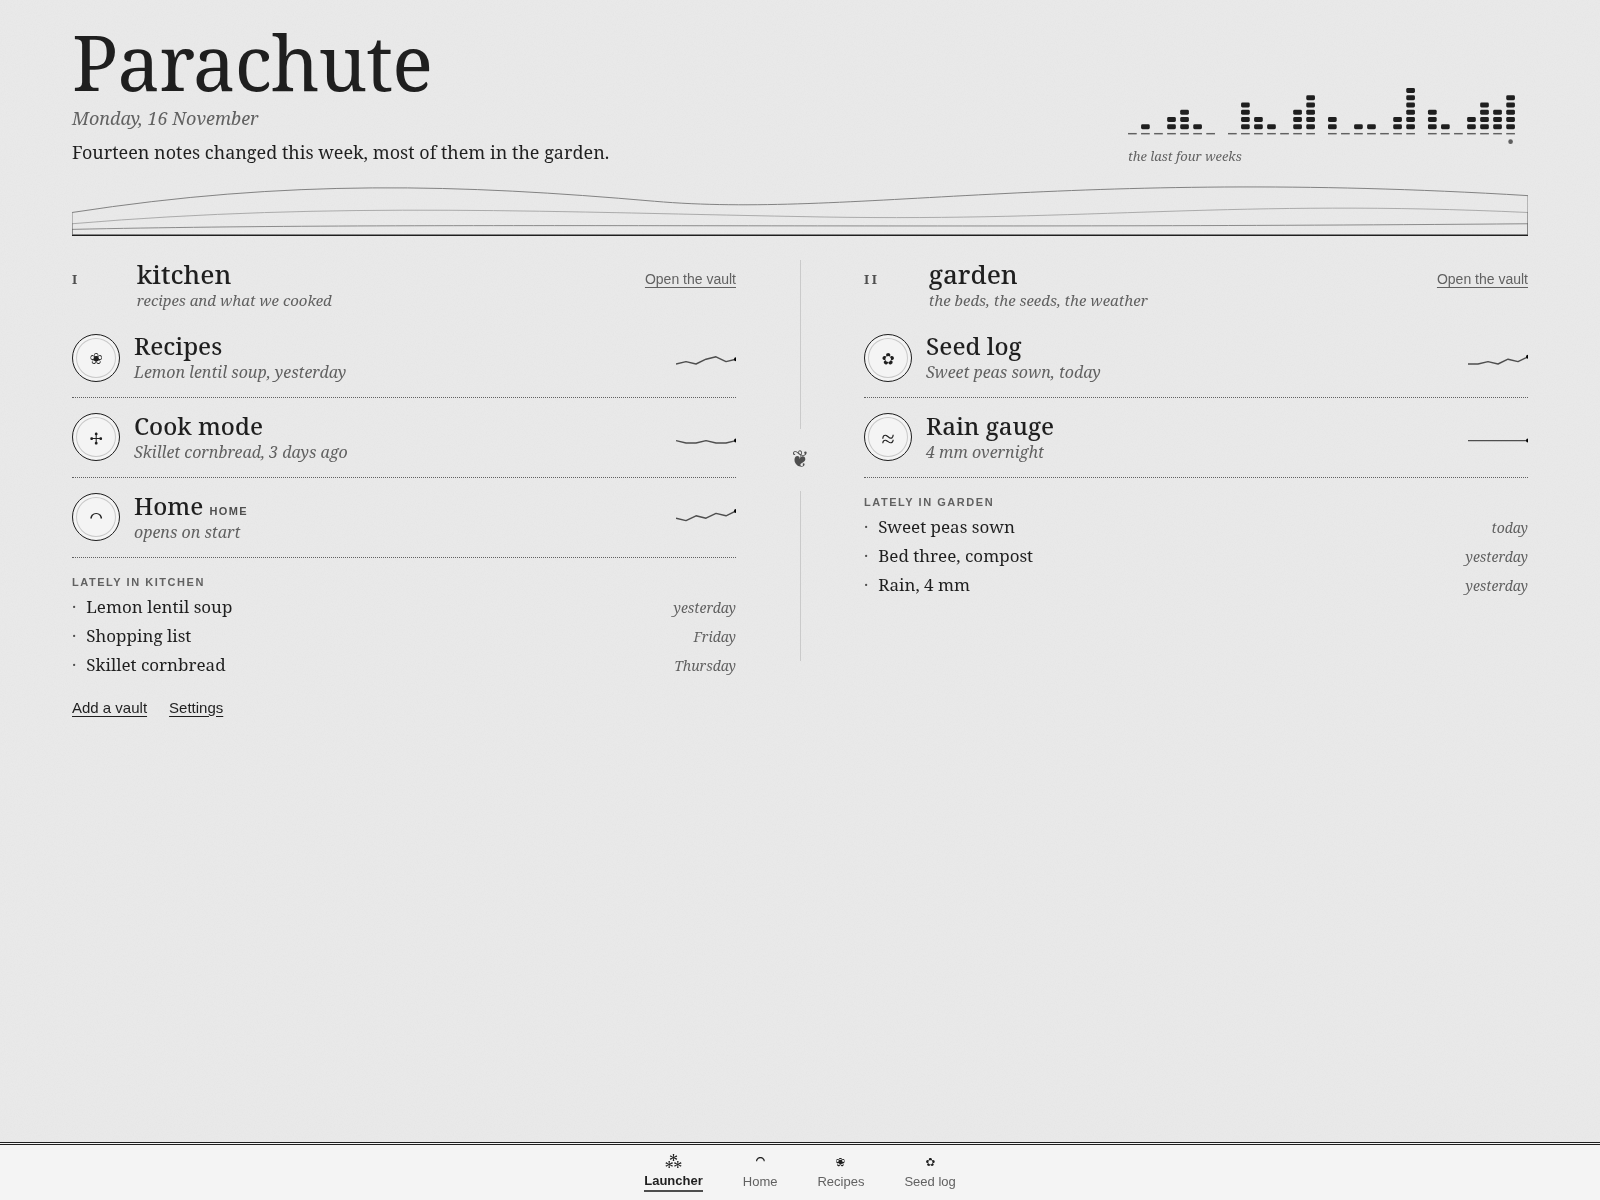 Parachute
Monday, 16 November
Fourteen notes changed this week, most of them in the garden.
the last four weeks
I kitchen Open the vault
recipes and what we cooked
Recipes
Lemon lentil soup, yesterday
Cook mode
Skillet cornbread, 3 days ago
Home HOME
opens on start
LATELY IN KITCHEN
· Lemon lentil soup yesterday
· Shopping list Friday
· Skillet cornbread Thursday
Add a vault Settings
II garden Open the vault
the beds, the seeds, the weather
Seed log
Sweet peas sown, today
Rain gauge
4 mm overnight
LATELY IN GARDEN
· Sweet peas sown today
· Bed three, compost yesterday
· Rain, 4 mm yesterday
Launcher Home Recipes Seed log